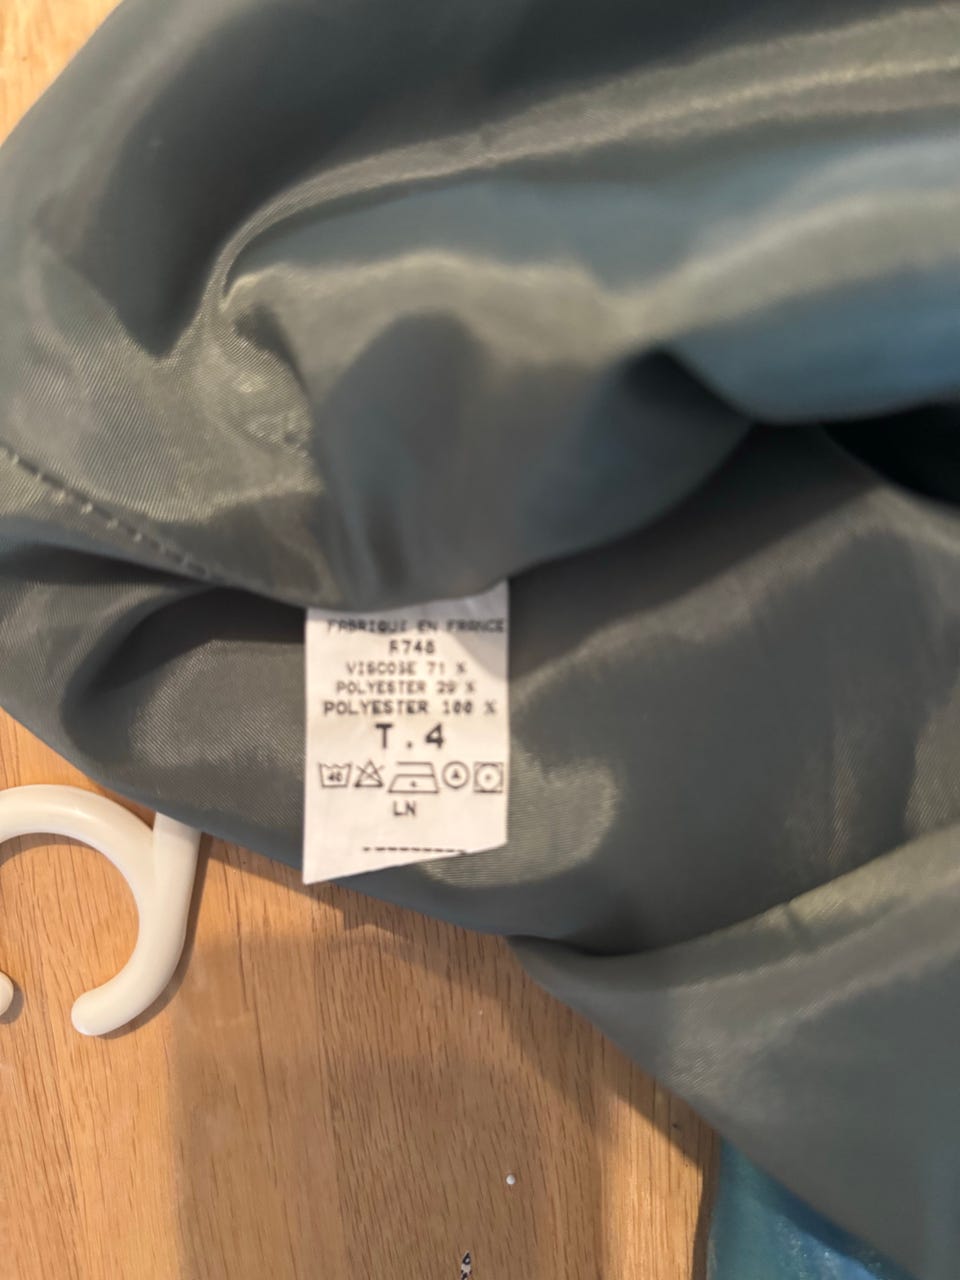 FABRIQUE EN FRANCE
R748
VISCOSE 71 %
POLYESTER 29 %
POLYESTER 100 %
T.4
40 A
LN